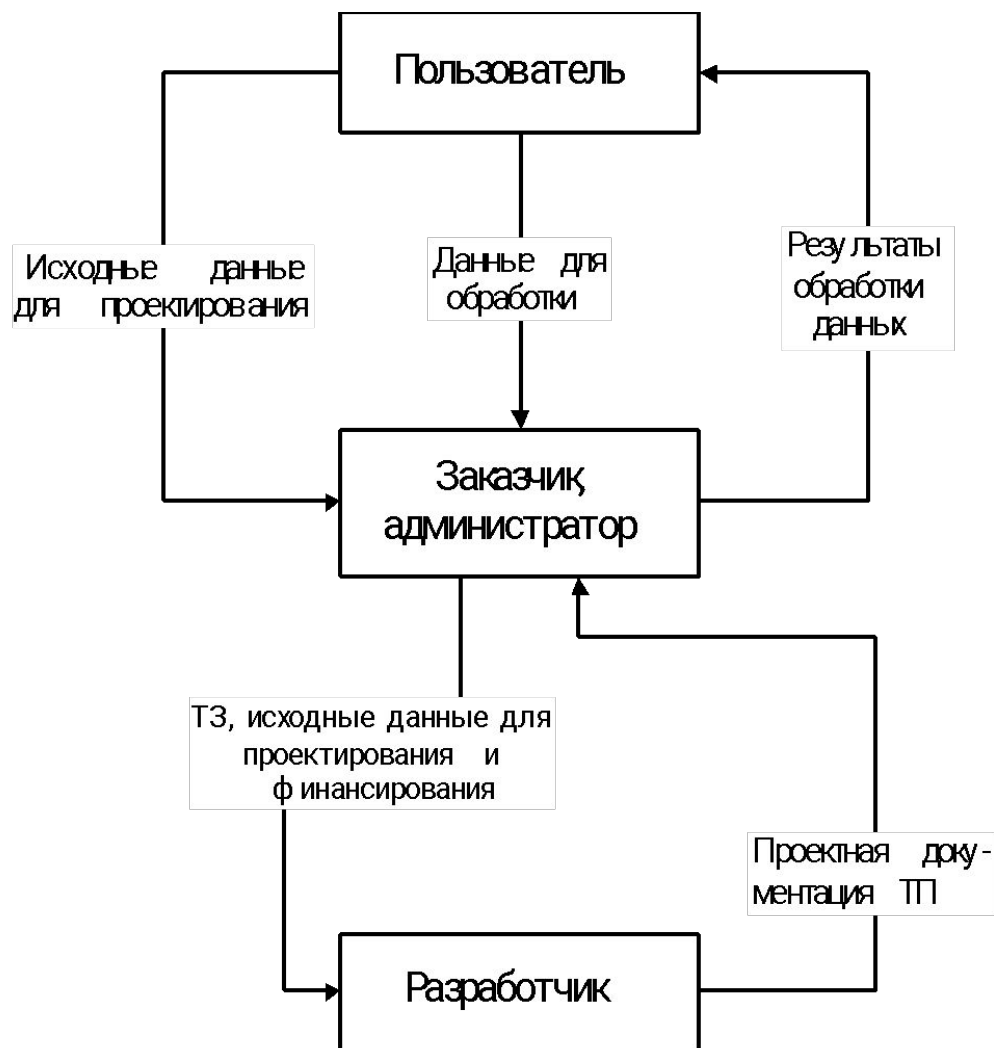 Пользователь
Исходные данные
для проектирования
Данные для
обработки
Результаты
обработки
данных
Заказчик,
администратор
ТЗ, исходные данные для
проектирования и
финансирования
Проектная доку-
ментация ТП
Разработчик